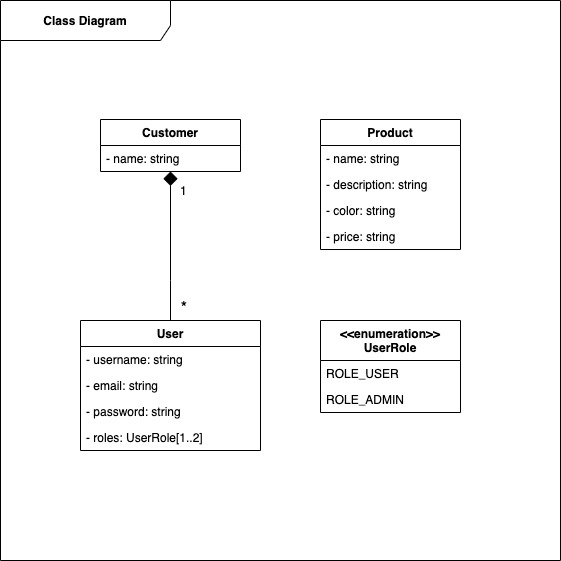 Class Diagram
Customer
- name: string
1
*
Product
- name: string
- description: string
- color: string
- price: string
User
- username: string
- email: string
- password: string
- roles: UserRole[1..2]
<<enumeration>>
UserRole
ROLE_USER
ROLE_ADMIN